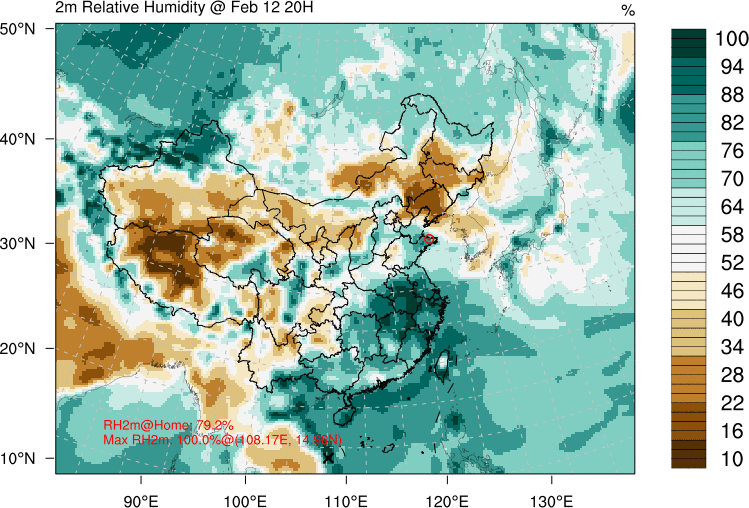 2m Relative Humidity @ Feb 12 20H
%
50°N
40°N
30°N
20°N
10°N
90°E
100°E
110°E
120°E
130°E
RH2m@Home: 79.2%
Max RH2m: 100.0%@(108.17E, 14.56N)
100
94
88
82
76
70
64
58
52
46
40
34
28
22
16
10